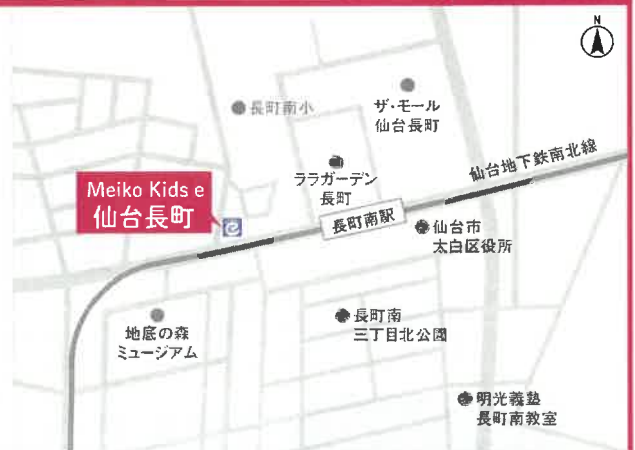 N
長町南小
ザ・モール
仙台長町
仙台地下鉄南北線
ララガーデン
長町
Meiko Kids e
仙台長町
長町南駅
仙台市
太白区役所
地底の森
ミュージアム
長町南
三丁目北公園
明光義塾
長町南教室